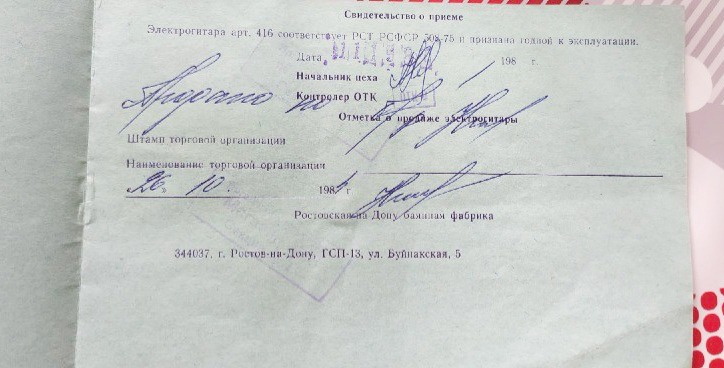 Свидетельство о приеме
Электрогитара арт. 416 соответствует РСТ РСФСР 508-75 и признана годной к эксплуатации.
Дата 198 г.
Начальник цеха
Контролер ОТК
Продано по
Отметка о продаже электрогитары
Штамп торговой организации
Наименование торговой организации
26. 10. 198 г
Ростовская-на Дону баянная фабрика
344037, г. Ростов-на-Дону, ГСП-13, ул. Буйнакская, 5